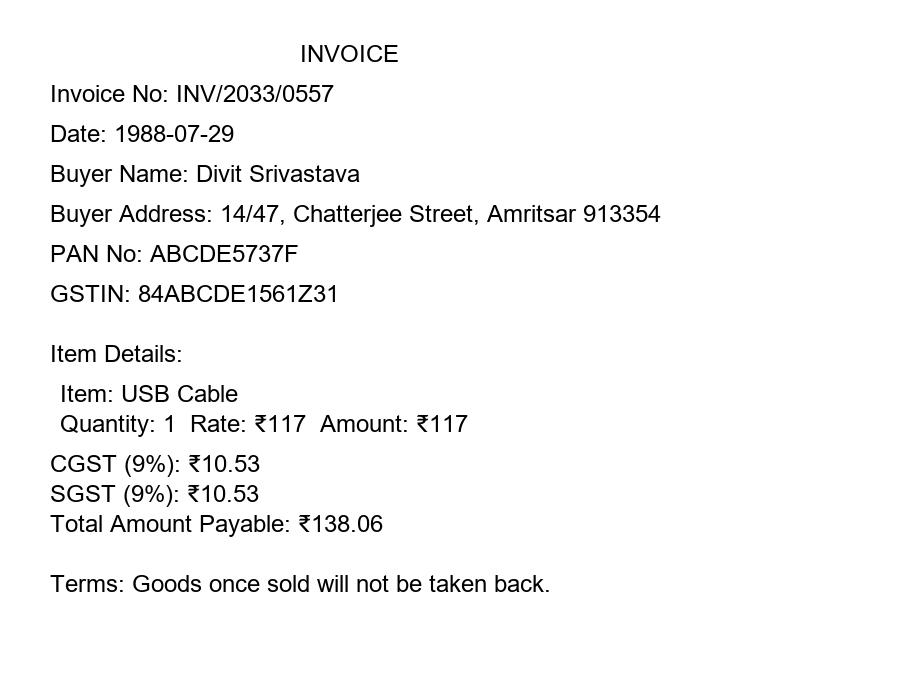 INVOICE
Invoice No: INV/2033/0557
Date: 1988-07-29
Buyer Name: Divit Srivastava
Buyer Address: 14/47, Chatterjee Street, Amritsar 913354
PAN No: ABCDE5737F
GSTIN: 84ABCDE1561Z31
Item Details:
Item: USB Cable
Quantity: 1  Rate: ₹117  Amount: ₹117
CGST (9%): ₹10.53
SGST (9%): ₹10.53
Total Amount Payable: ₹138.06
Terms: Goods once sold will not be taken back.